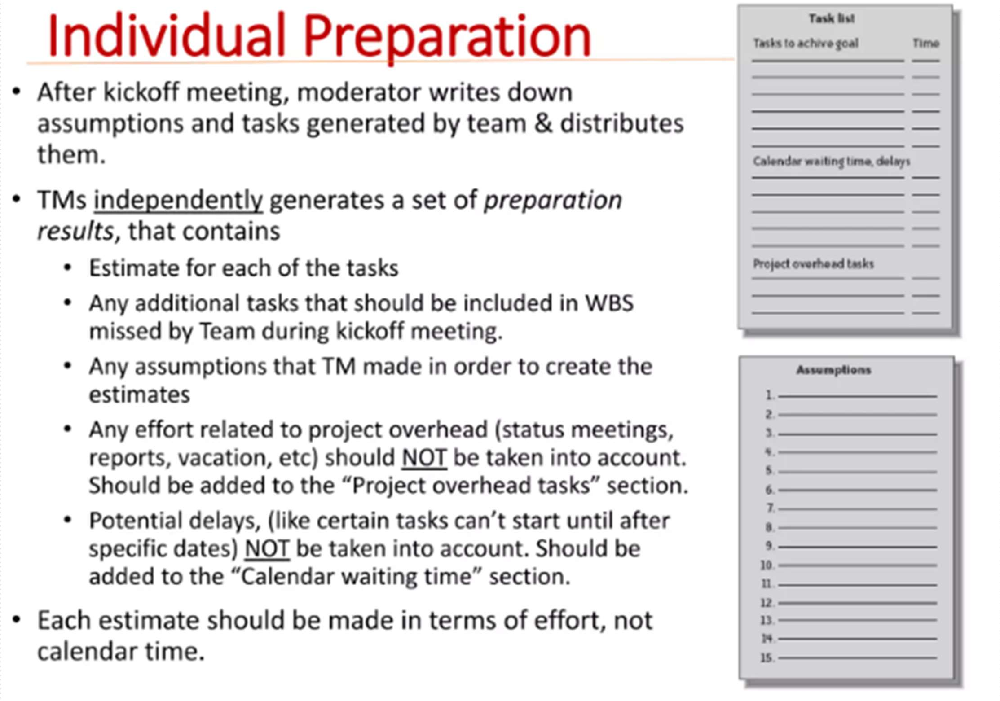 Individual Preparation
• After kickoff meeting, moderator writes down
assumptions and tasks generated by team & distributes
them.
• TMs independently generates a set of preparation
results, that contains
• Estimate for each of the tasks
• Any additional tasks that should be included in WBS
missed by Team during kickoff meeting.
• Any assumptions that TM made in order to create the
estimates
• Any effort related to project overhead (status meetings,
reports, vacation, etc) should NOT be taken into account.
Should be added to the “Project overhead tasks” section.
• Potential delays, (like certain tasks can’t start until after
specific dates) NOT be taken into account. Should be
added to the “Calendar waiting time” section.
• Each estimate should be made in terms of effort, not
calendar time.
Task list
Tasks to achive goal Time
Calendar waiting time, delays
Project overhead tasks
Assumptions
1.
2.
3.
4.
5.
6.
7.
8.
9.
10.
11.
12.
13.
14.
15.